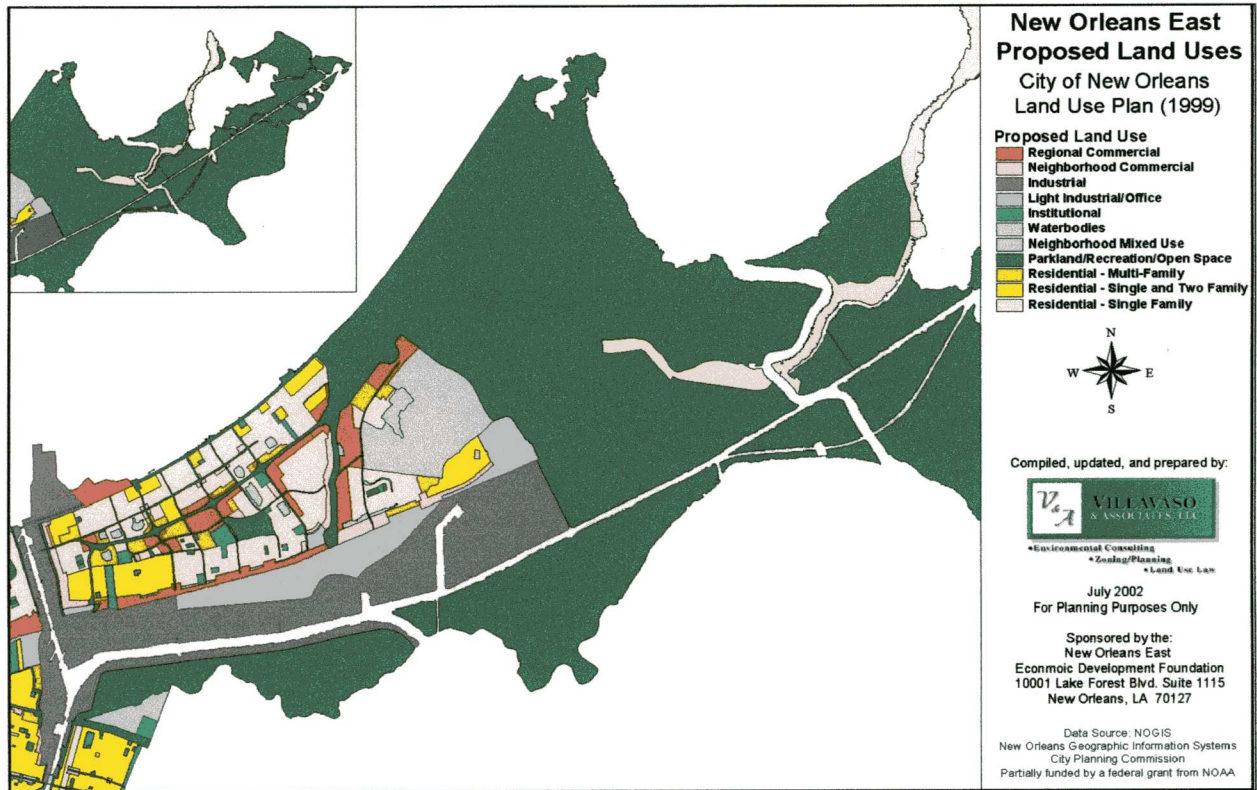 New Orleans East
Proposed Land Uses
City of New Orleans
Land Use Plan (1999)
Proposed Land Use
Regional Commercial
Neighborhood Commercial
Industrial
Light Industrial/Office
Institutional
Waterbodies
Neighborhood Mixed Use
Parkland/Recreation/Open Space
Residential - Multi-Family
Residential - Single and Two Family
Residential - Single Family
N
W E
S
Compiled, updated, and prepared by:
V & A
VILLAVASO
& ASSOCIATES, LLC
•Environmental Consulting
•Zoning/Planning
•Land Use Law
July 2002
For Planning Purposes Only
Sponsored by the:
New Orleans East
Econmoic Development Foundation
10001 Lake Forest Blvd. Suite 1115
New Orleans, LA 70127
Data Source: NOGIS
New Orleans Geographic Information Systems
City Planning Commission
Partially funded by a federal grant from NOAA